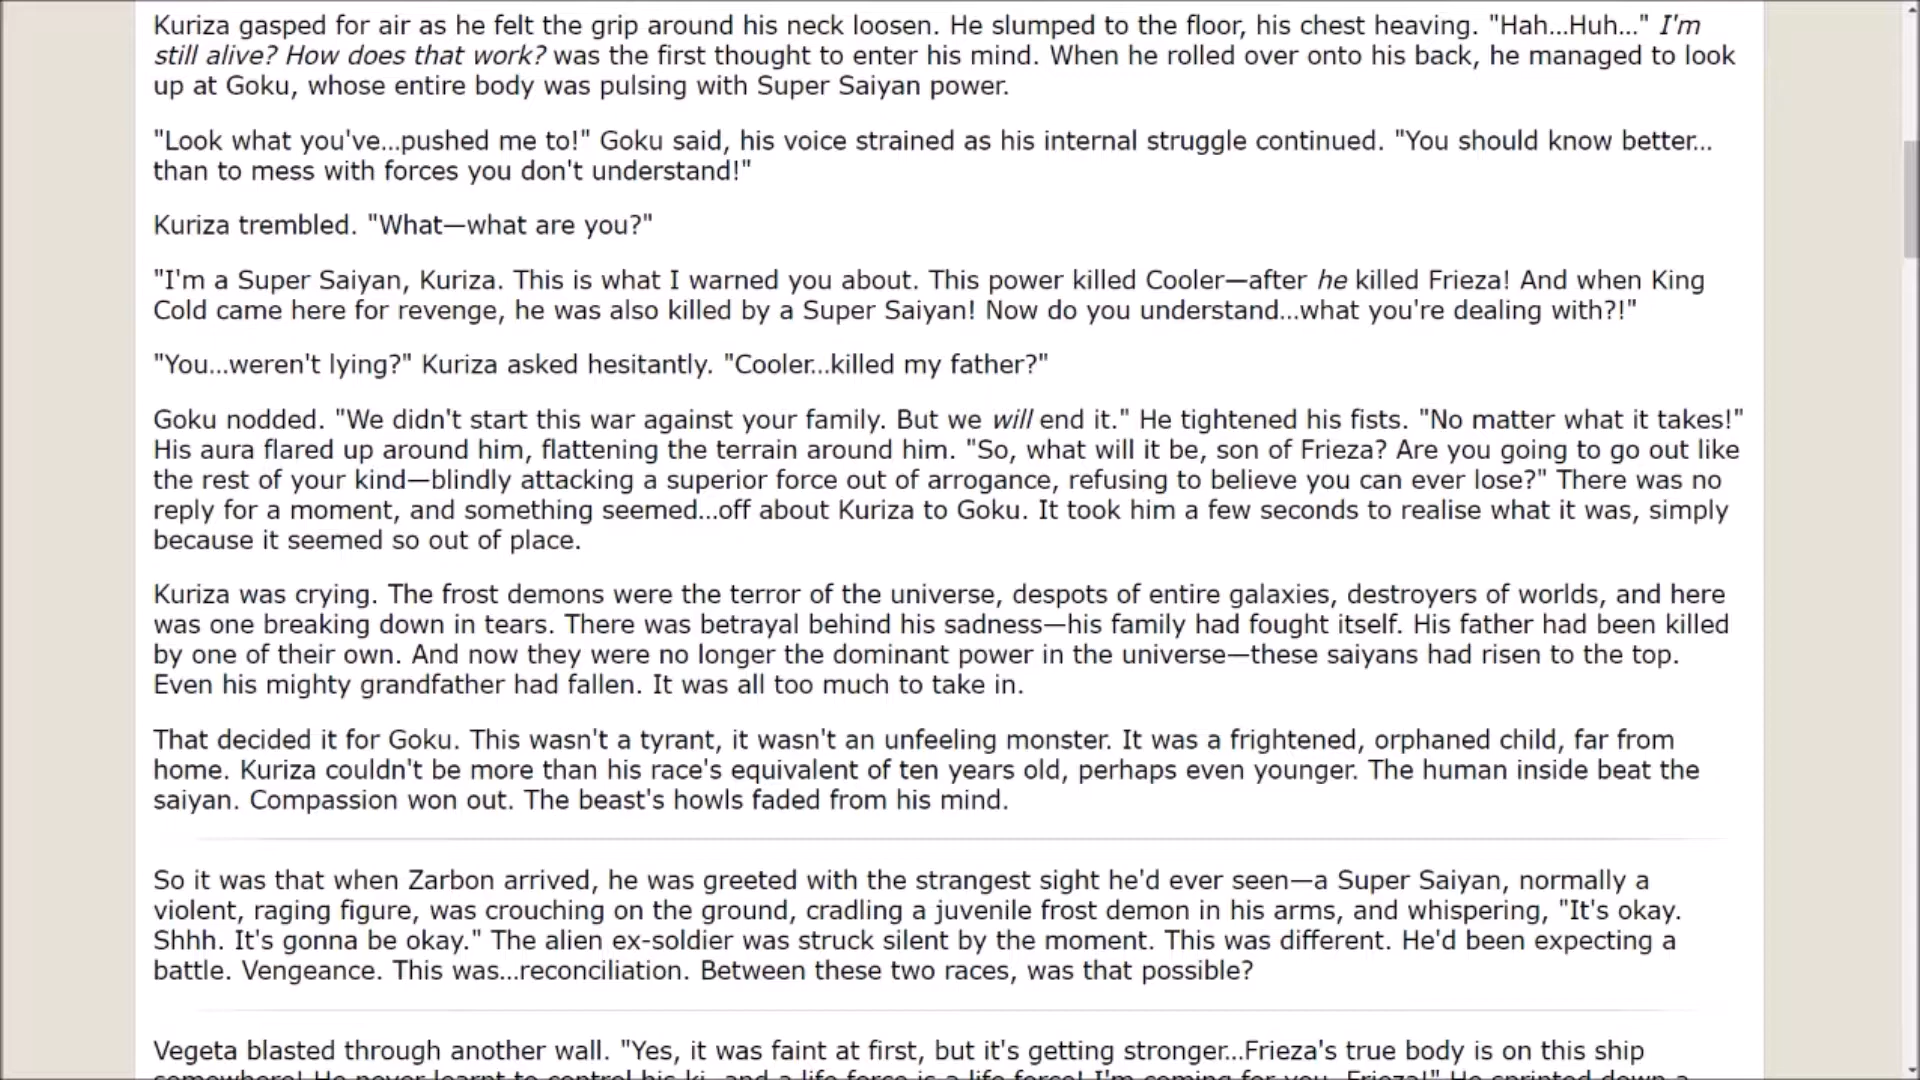 Kuriza gasped for air as he felt the grip around his neck loosen. He slumped to the floor, his chest heaving. "Hah...Huh..." I'm
still alive? How does that work? was the first thought to enter his mind. When he rolled over onto his back, he managed to look
up at Goku, whose entire body was pulsing with Super Saiyan power.
"Look what you've...pushed me to!" Goku said, his voice strained as his internal struggle continued. "You should know better...
than to mess with forces you don't understand!"
Kuriza trembled. "What—what are you?"
"I'm a Super Saiyan, Kuriza. This is what I warned you about. This power killed Cooler—after he killed Frieza! And when King
Cold came here for revenge, he was also killed by a Super Saiyan! Now do you understand...what you're dealing with?!"
"You...weren't lying?" Kuriza asked hesitantly. "Cooler...killed my father?"
Goku nodded. "We didn't start this war against your family. But we will end it." He tightened his fists. "No matter what it takes!"
His aura flared up around him, flattening the terrain around him. "So, what will it be, son of Frieza? Are you going to go out like
the rest of your kind—blindly attacking a superior force out of arrogance, refusing to believe you can ever lose?" There was no
reply for a moment, and something seemed...off about Kuriza to Goku. It took him a few seconds to realise what it was, simply
because it seemed so out of place.
Kuriza was crying. The frost demons were the terror of the universe, despots of entire galaxies, destroyers of worlds, and here
was one breaking down in tears. There was betrayal behind his sadness—his family had fought itself. His father had been killed
by one of their own. And now they were no longer the dominant power in the universe—these saiyans had risen to the top.
Even his mighty grandfather had fallen. It was all too much to take in.
That decided it for Goku. This wasn't a tyrant, it wasn't an unfeeling monster. It was a frightened, orphaned child, far from
home. Kuriza couldn't be more than his race's equivalent of ten years old, perhaps even younger. The human inside beat the
saiyan. Compassion won out. The beast's howls faded from his mind.
So it was that when Zarbon arrived, he was greeted with the strangest sight he'd ever seen—a Super Saiyan, normally a
violent, raging figure, was crouching on the ground, cradling a juvenile frost demon in his arms, and whispering, "It's okay.
Shhh. It's gonna be okay." The alien ex-soldier was struck silent by the moment. This was different. He'd been expecting a
battle. Vengeance. This was...reconciliation. Between these two races, was that possible?
Vegeta blasted through another wall. "Yes, it was faint at first, but it's getting stronger...Frieza's true body is on this ship
somewhere! He never learnt to control his ki, and a life force is a life force! I'm coming for you, Frieza!" He sprinted down a